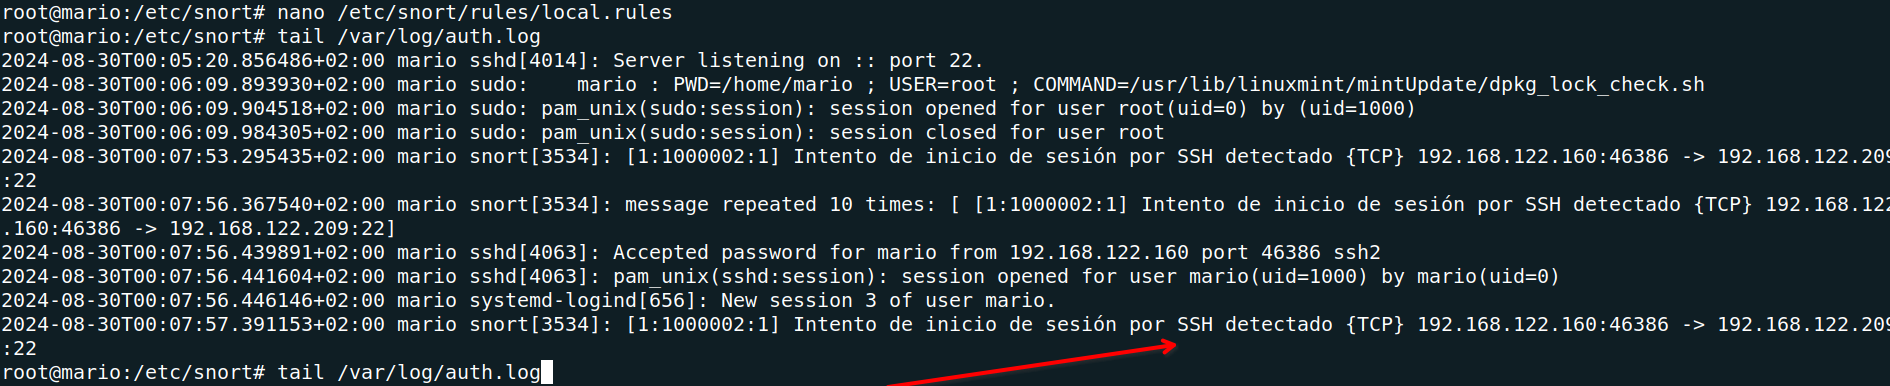 root@mario:/etc/snort# nano /etc/snort/rules/local.rules
root@mario:/etc/snort# tail /var/log/auth.log
2024-08-30T00:05:20.856486+02:00 mario sshd[4014]: Server listening on :: port 22.
2024-08-30T00:06:09.893930+02:00 mario sudo:    mario : PWD=/home/mario ; USER=root ; COMMAND=/usr/lib/linuxmint/mintUpdate/dpkg_lock_check.sh
2024-08-30T00:06:09.904518+02:00 mario sudo: pam_unix(sudo:session): session opened for user root(uid=0) by (uid=1000)
2024-08-30T00:06:09.984305+02:00 mario sudo: pam_unix(sudo:session): session closed for user root
2024-08-30T00:07:53.295435+02:00 mario snort[3534]: [1:1000002:1] Intento de inicio de sesión por SSH detectado {TCP} 192.168.122.160:46386 -> 192.168.122.209
:22
2024-08-30T00:07:56.367540+02:00 mario snort[3534]: message repeated 10 times: [ [1:1000002:1] Intento de inicio de sesión por SSH detectado {TCP} 192.168.122
.160:46386 -> 192.168.122.209:22]
2024-08-30T00:07:56.439891+02:00 mario sshd[4063]: Accepted password for mario from 192.168.122.160 port 46386 ssh2
2024-08-30T00:07:56.441604+02:00 mario sshd[4063]: pam_unix(sshd:session): session opened for user mario(uid=1000) by mario(uid=0)
2024-08-30T00:07:56.446146+02:00 mario systemd-logind[656]: New session 3 of user mario.
2024-08-30T00:07:57.391153+02:00 mario snort[3534]: [1:1000002:1] Intento de inicio de sesión por SSH detectado {TCP} 192.168.122.160:46386 -> 192.168.122.209
:22
root@mario:/etc/snort# tail /var/log/auth.log